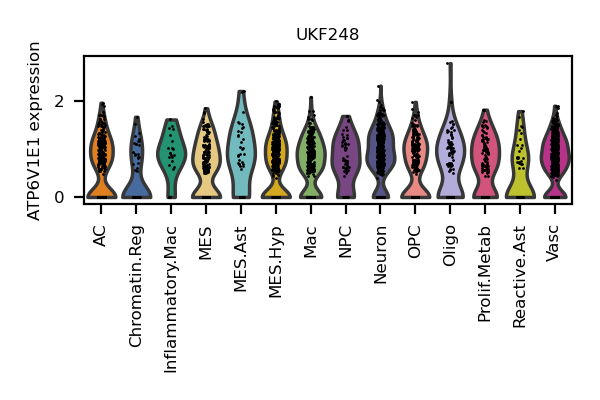 UKF248
ATP6V1E1 expression
2
0
AC
Chromatin.Reg
Inflammatory.Mac
MES
MES.Ast
MES.Hyp
Mac
NPC
Neuron
OPC
Oligo
Prolif.Metab
Reactive.Ast
Vasc